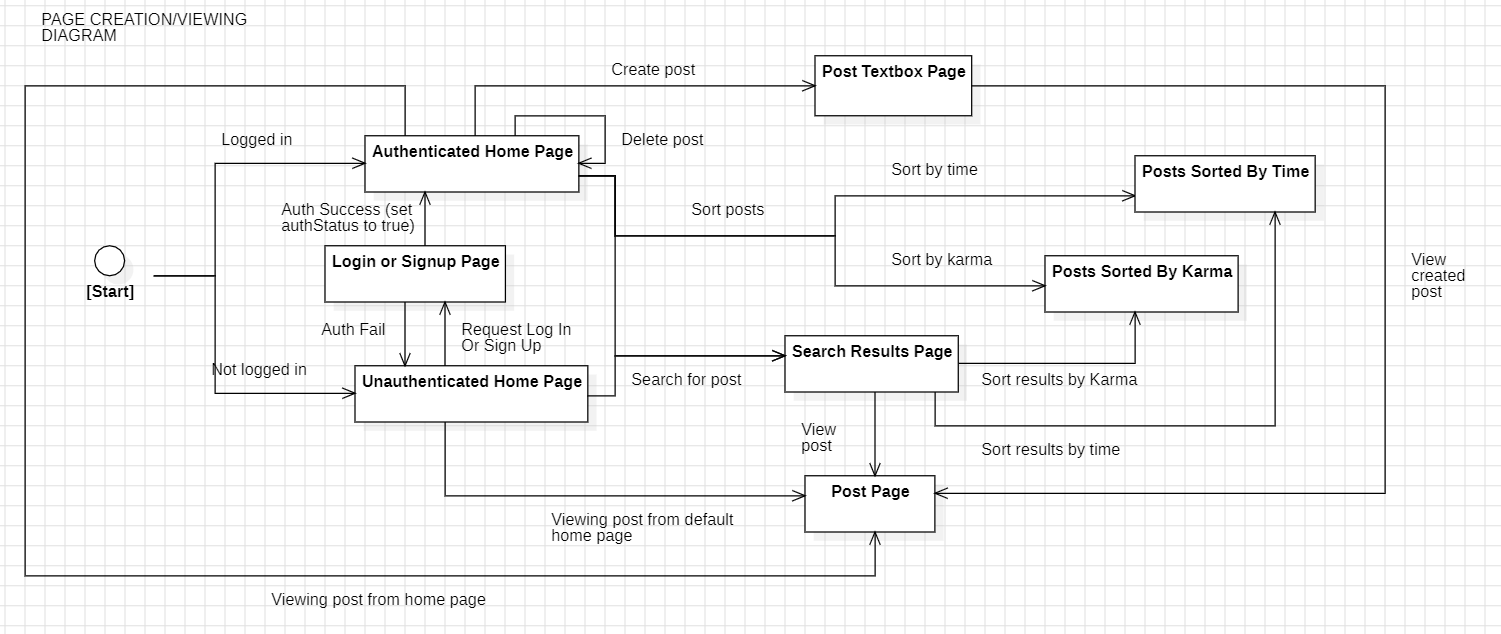 PAGE CREATION/VIEWING
DIAGRAM
Create post
Post Textbox Page
Logged in
Delete post
Authenticated Home Page
Sort by time
Posts Sorted By Time
Auth Success (set
authStatus to true)
Sort posts
Login or Signup Page
Sort by karma
Posts Sorted By Karma
View
created
post
[Start]
Auth Fail
Request Log In
Or Sign Up
Search Results Page
Not logged in
Unauthenticated Home Page
Search for post
Sort results by Karma
View
post
Sort results by time
Post Page
Viewing post from default
home page
Viewing post from home page